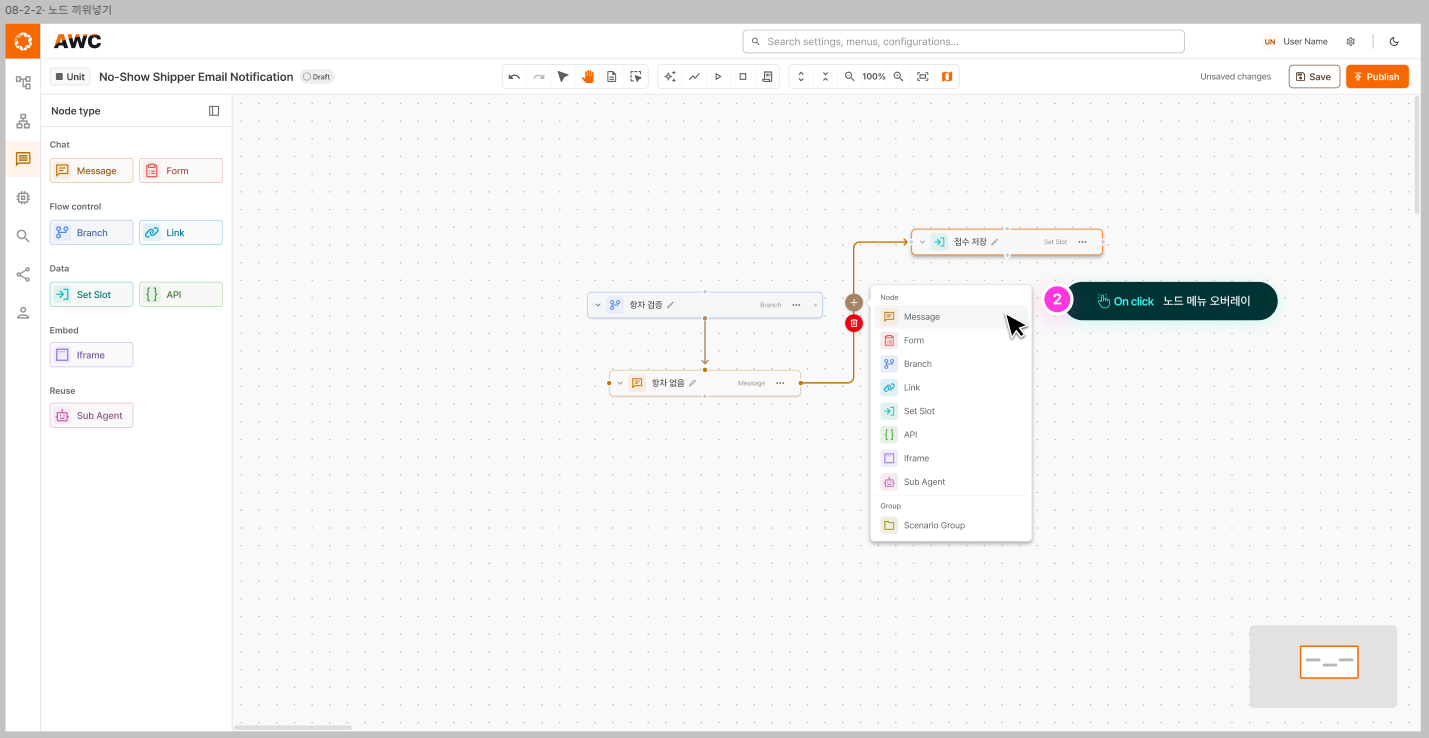 08-2-2- 노드 끼워넣기
AWC
Search settings, menus, configurations...
UN User Name
Unit
No-Show Shipper Email Notification
Draft
100%
Unsaved changes
Save
Publish
Node type
Chat
Message
Form
Flow control
Branch
Link
Data
Set Slot
API
Embed
Iframe
Reuse
Sub Agent
접수 저장
Set Slot
항차 검증
Branch
항차 없음
Message
Node
Message
Form
Branch
Link
Set Slot
API
Iframe
Sub Agent
Group
Scenario Group
2
On click 노드 메뉴 오버레이